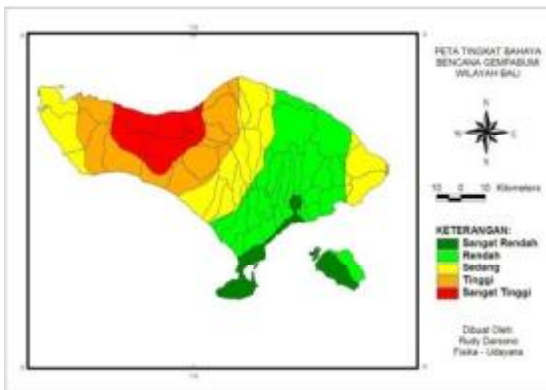 PETA TINGKAT BAHAYA
BENCANA GEMPABUMI
WILAYAH BALI
N
W
E
S
10 0 10 Kilometers
KETERANGAN:
Sangat Rendah
Rendah
Sedang
Tinggi
Sangat Tinggi
Dibuat Oleh:
Rudy Darsono
Fisika - Udayana